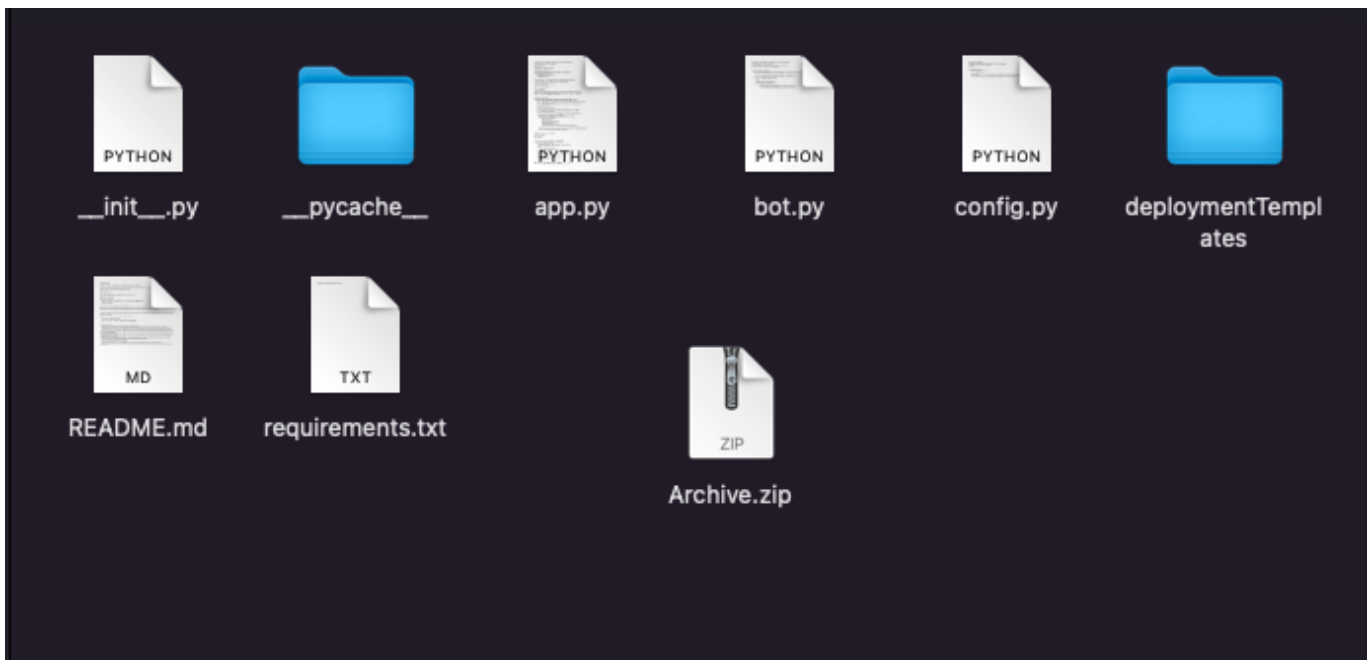 PYTHON
PYTHON
PYTHON
PYTHON
__init__.py
__pycache__
app.py
bot.py
config.py
deploymentTempl
ates
MD
TXT
README.md
requirements.txt
ZIP
Archive.zip